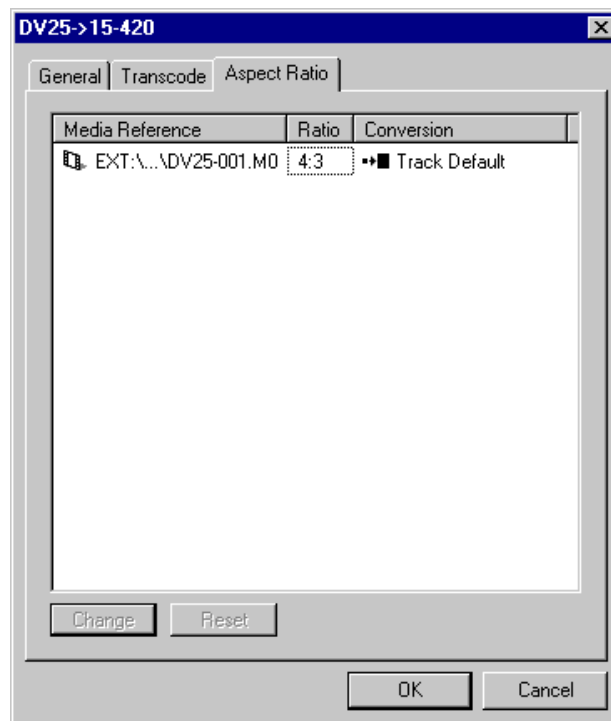 DV25->15-420
General Transcode Aspect Ratio
Media Reference Ratio Conversion
EXT:\...\DV25-001.M0 4:3 Track Default
Change Reset
OK Cancel